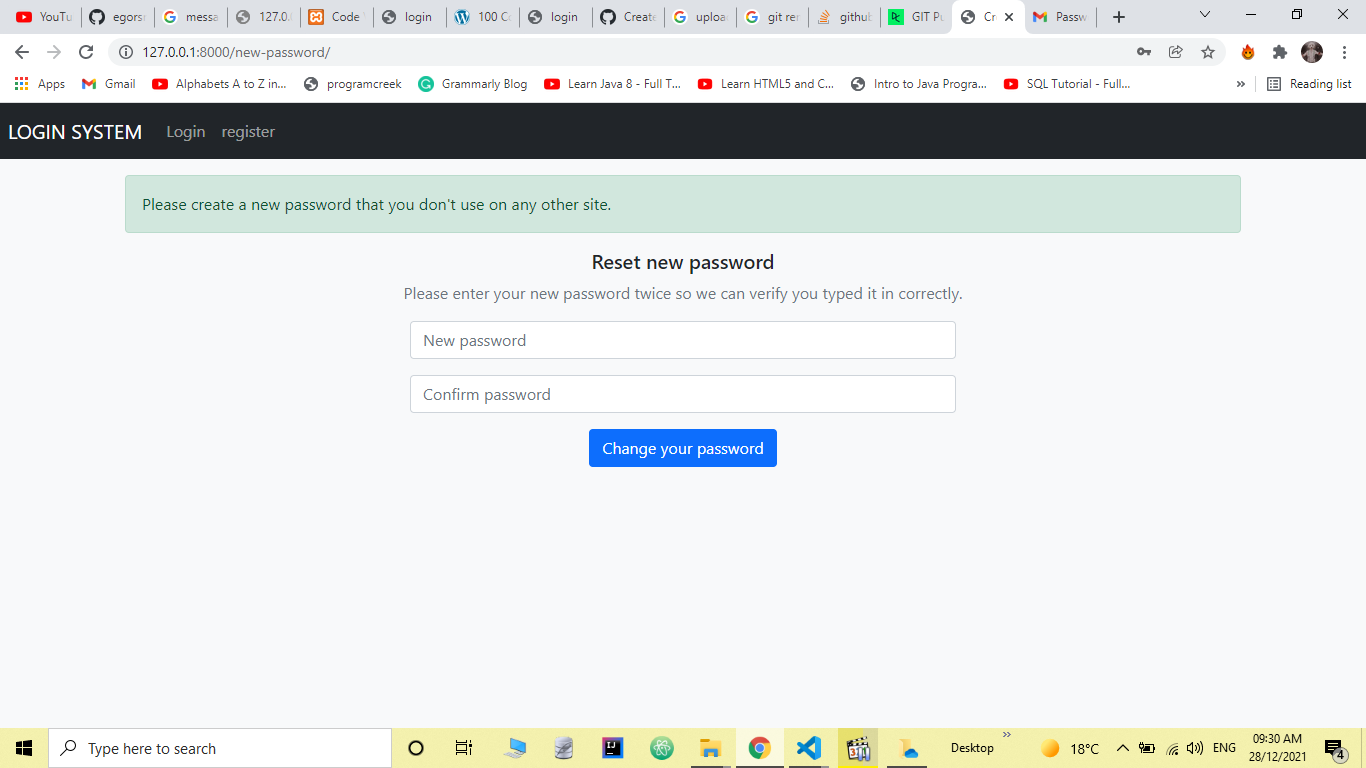 YouTu
egorsr
messa
127.0.
Code
login
100 Co
login
Create
uploa
git rer
github
GIT Pu
Cr
Passw
127.0.0.1:8000/new-password/
Apps
Gmail
Alphabets A to Z in...
programcreek
Grammarly Blog
Learn Java 8 - Full T...
Learn HTML5 and C...
Intro to Java Progra...
SQL Tutorial - Full...
»
Reading list
LOGIN SYSTEM
Login
register
Please create a new password that you don't use on any other site.
Reset new password
Please enter your new password twice so we can verify you typed it in correctly.
New password
Confirm password
Change your password
Type here to search
Desktop
»
18°C
ENG
09:30 AM
28/12/2021
4